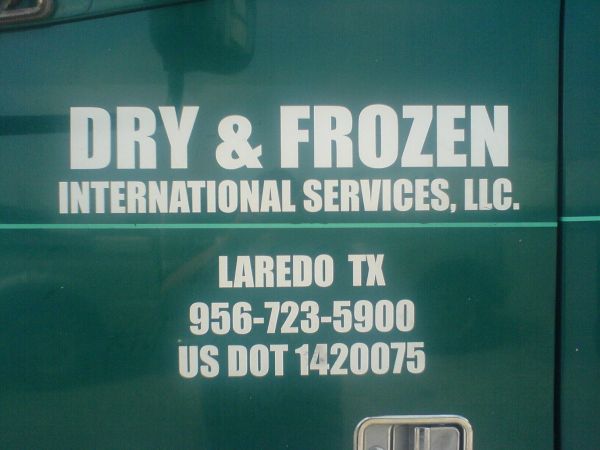 DRY & FROZEN
INTERNATIONAL SERVICES, LLC.
LAREDO TX
956-723-5900
US DOT 1420075